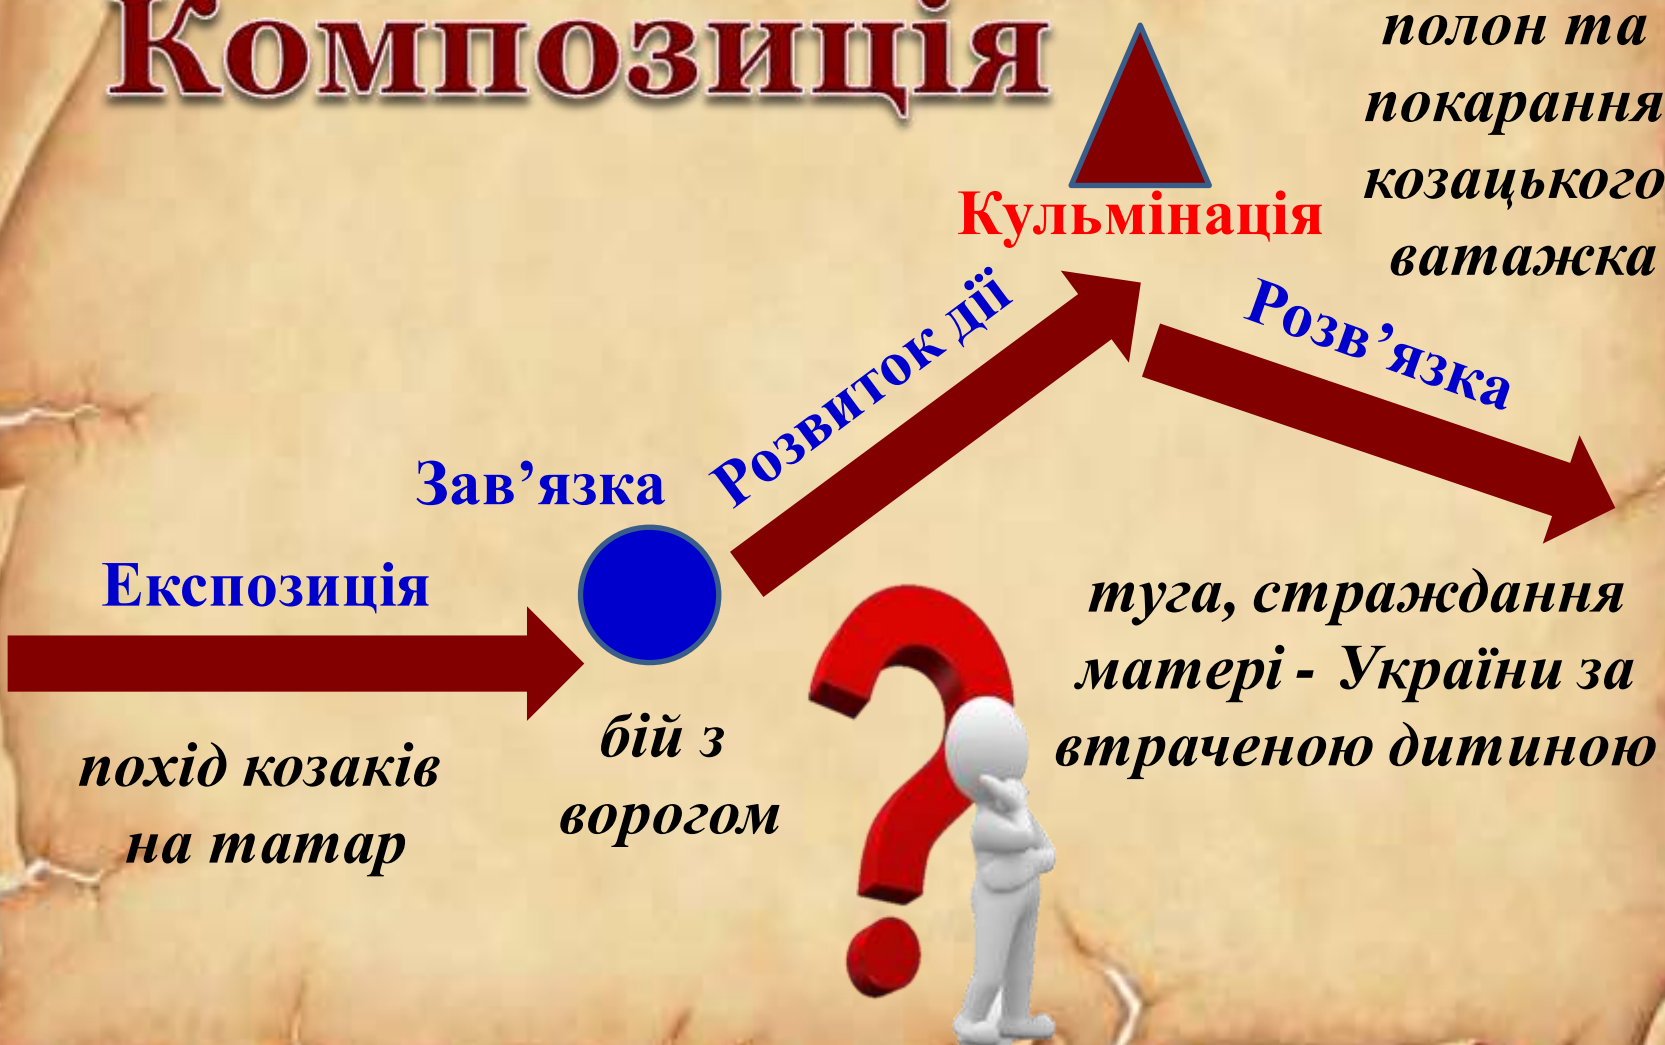 Композиція
полон та
покарання
козацького
ватажка
Кульмінація
Розвиток дії
Розв’язка
Зав’язка
Експозиція
похід козаків
на татар
бій з
ворогом
туга, страждання
матері - України за
втраченою дитиною